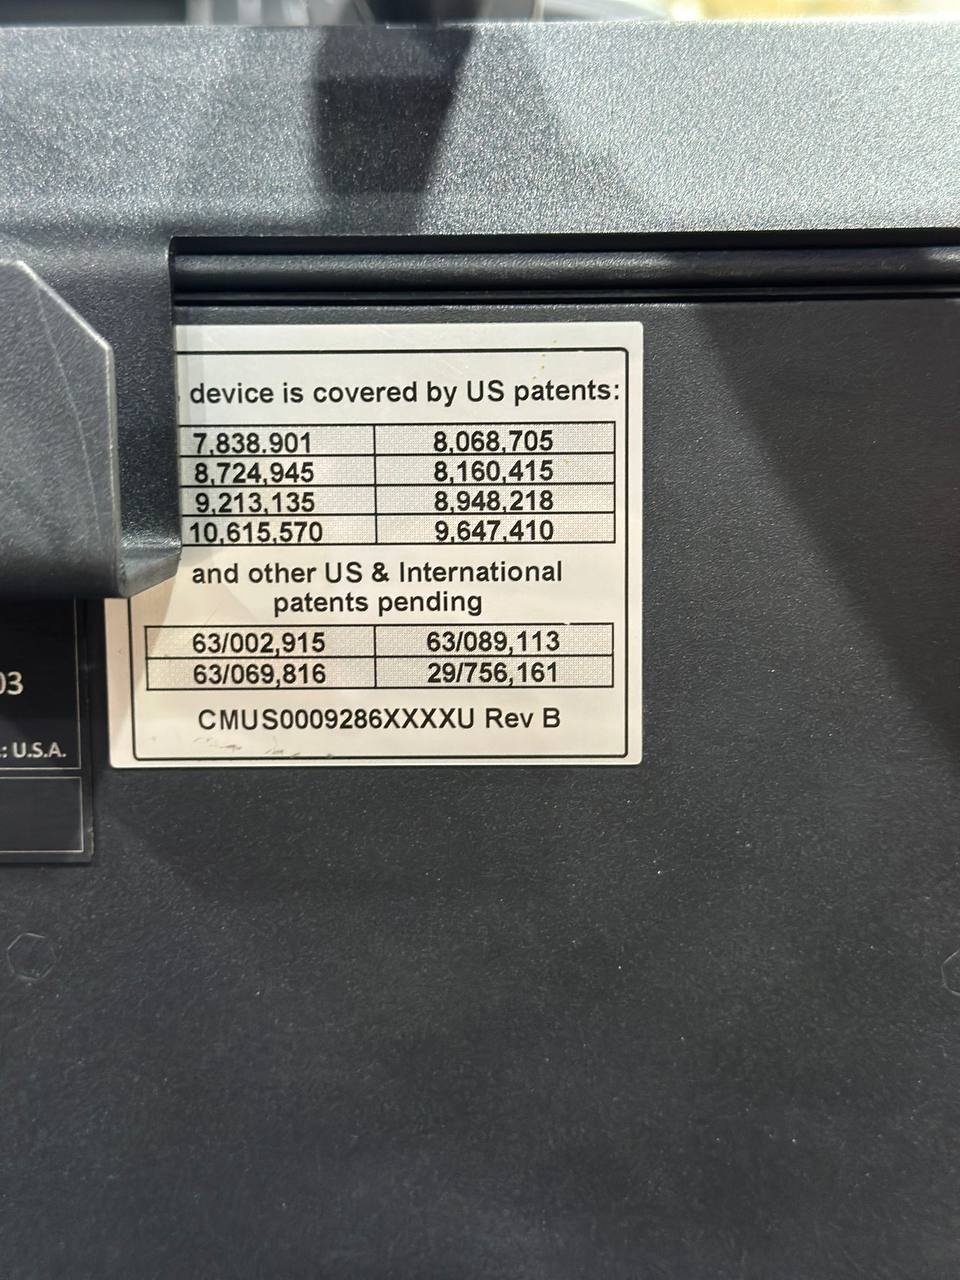 device is covered by US patents:
7,838.901 8,068,705
8,724,945 8,160,415
9,213,135 8,948,218
10,615,570 9,647,410
and other US & International
patents pending
63/002,915 63/089,113
63/069,816 29/756,161
CMUS0009286XXXXU Rev B
03
.: U.S.A.